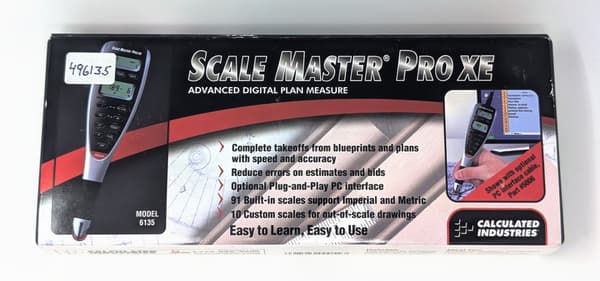 SCALE MASTER® PRO XE
ADVANCED DIGITAL PLAN MEASURE
496135
Complete takeoffs from blueprints and plans
with speed and accuracy
Reduce errors on estimates and bids
Optional Plug-and-Play PC interface
91 Built-in scales support Imperial and Metric
10 Custom scales for out-of-scale drawings
Easy to Learn, Easy to Use
MODEL
6135
Shown with optional
PC interface cable,
Part #5006
CALCULATED
INDUSTRIES®
CALCULATED